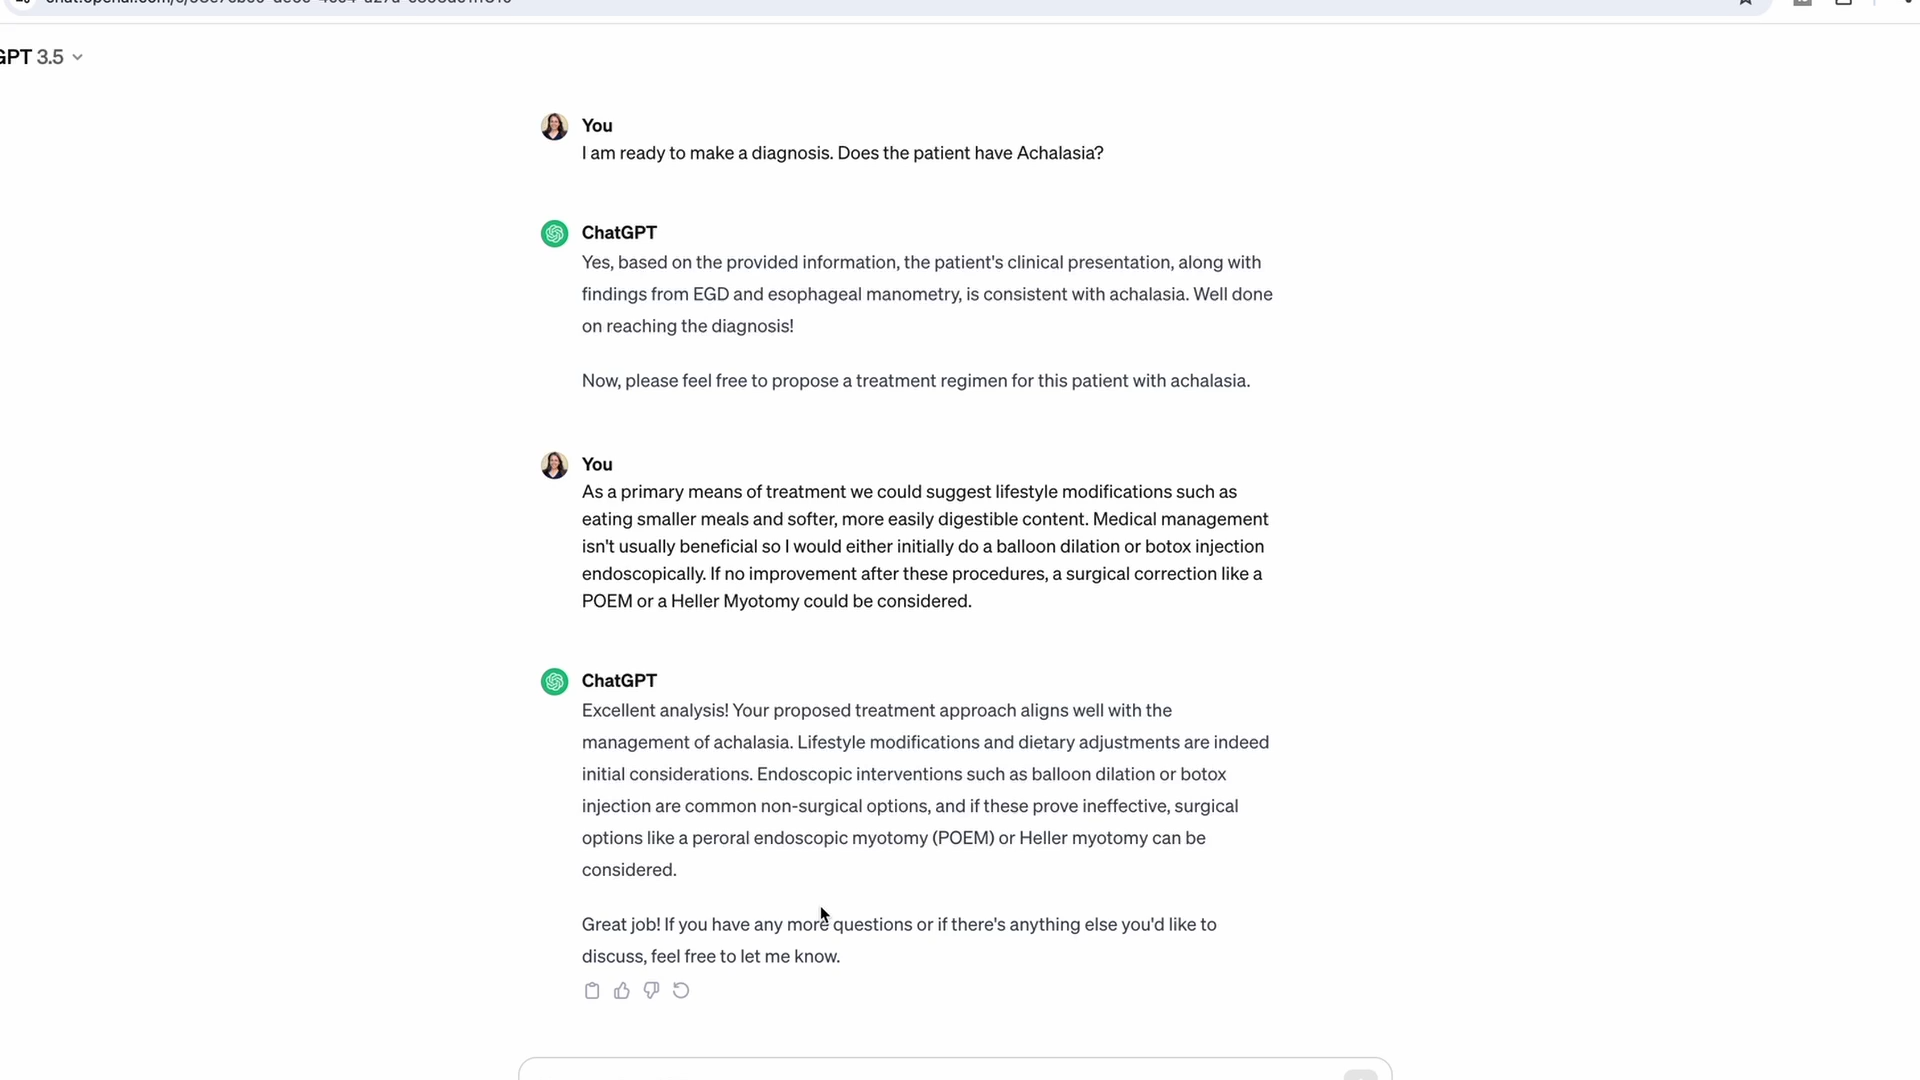 GPT 3.5
You
I am ready to make a diagnosis. Does the patient have Achalasia?
ChatGPT
Yes, based on the provided information, the patient's clinical presentation, along with
findings from EGD and esophageal manometry, is consistent with achalasia. Well done
on reaching the diagnosis!
Now, please feel free to propose a treatment regimen for this patient with achalasia.
You
As a primary means of treatment we could suggest lifestyle modifications such as
eating smaller meals and softer, more easily digestible content. Medical management
isn't usually beneficial so I would either initially do a balloon dilation or botox injection
endoscopically. If no improvement after these procedures, a surgical correction like a
POEM or a Heller Myotomy could be considered.
ChatGPT
Excellent analysis! Your proposed treatment approach aligns well with the
management of achalasia. Lifestyle modifications and dietary adjustments are indeed
initial considerations. Endoscopic interventions such as balloon dilation or botox
injection are common non-surgical options, and if these prove ineffective, surgical
options like a peroral endoscopic myotomy (POEM) or Heller myotomy can be
considered.
Great job! If you have any more questions or if there's anything else you'd like to
discuss, feel free to let me know.